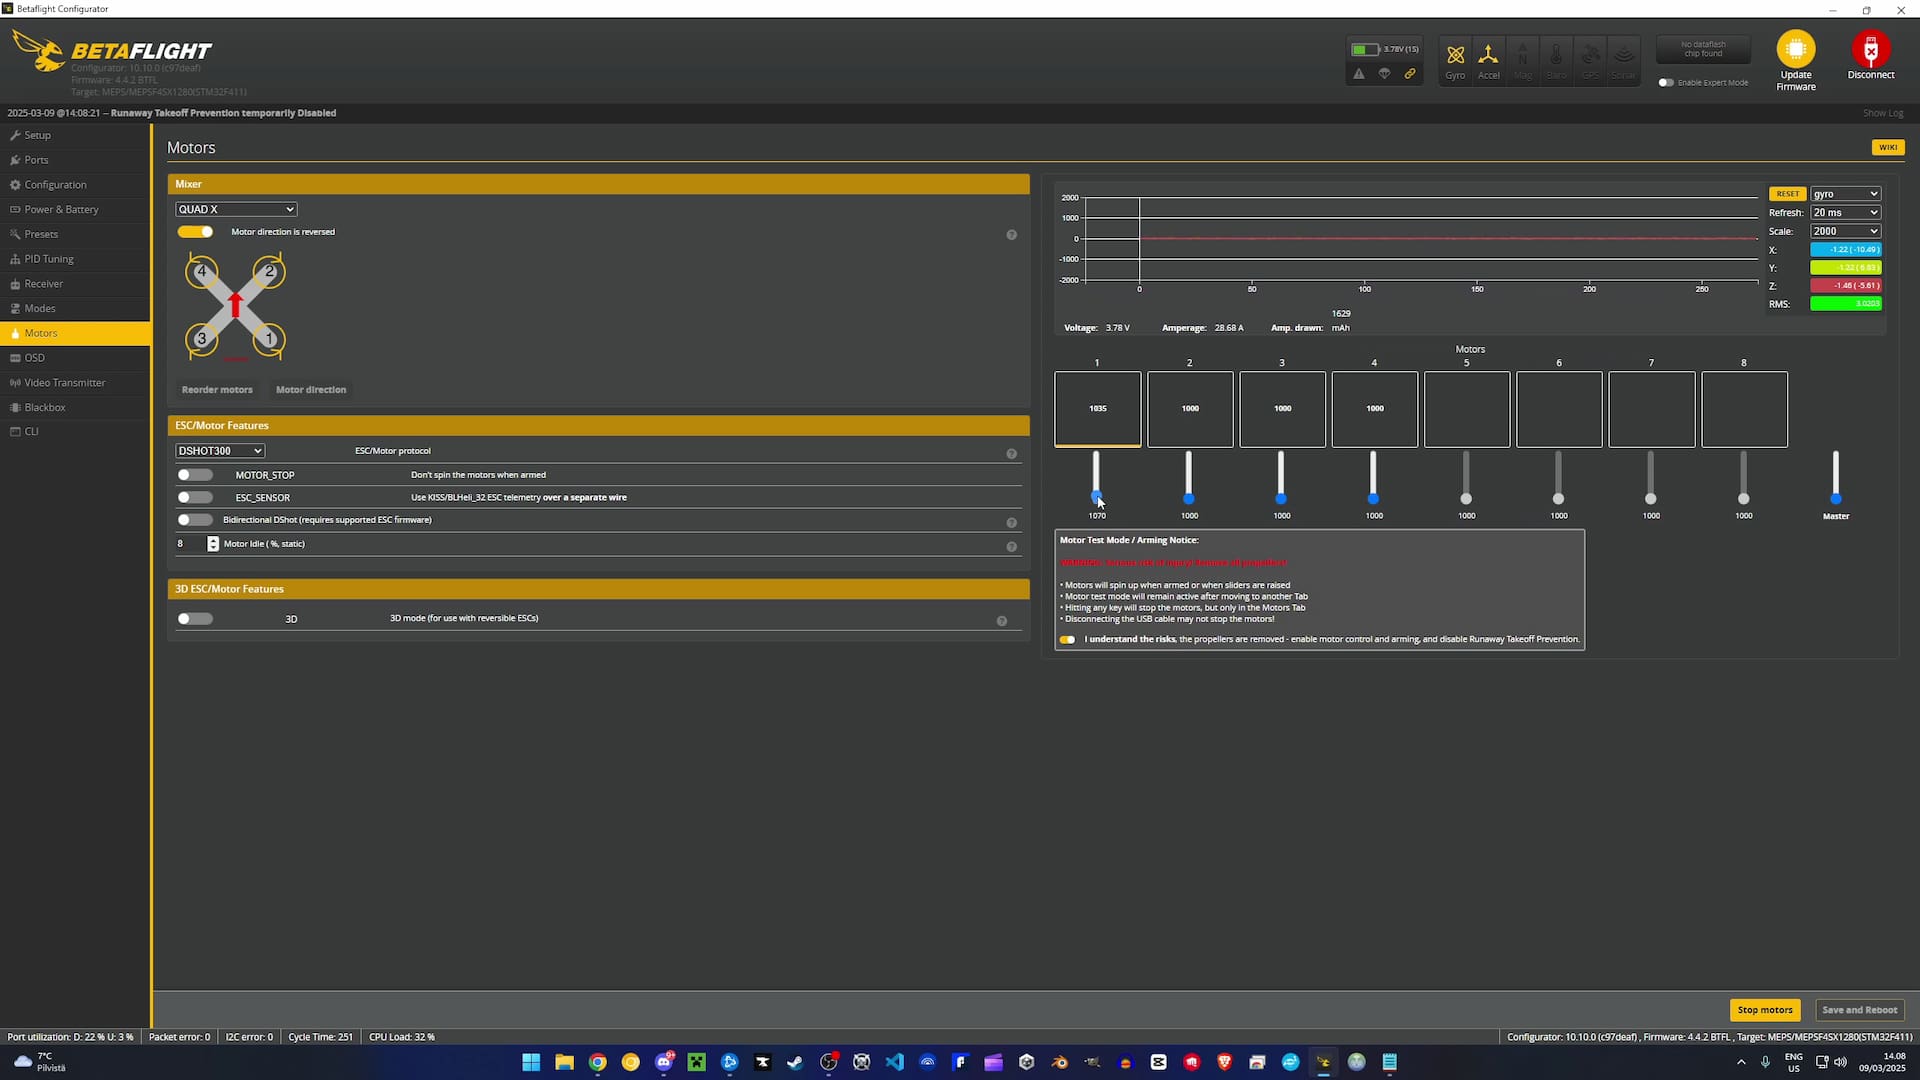 Betaflight Configurator
BETAFLIGHT
Configurator: 10.10.0 (c97deaf)
Firmware: 4.4.2 BTFL
Target: MEPS/MEPSF4SX1280(STM32F411)
3.78V (1S)
Gyro
Accel
Mag
Baro
GPS
Sonar
No dataflash
chip found
Enable Expert Mode
Update
Firmware
Disconnect
2025-03-09 @14:08:21 -- Runaway Takeoff Prevention temporarily Disabled
Show Log
Setup
Ports
Configuration
Power & Battery
Presets
PID Tuning
Receiver
Modes
Motors
OSD
Video Transmitter
Blackbox
CLI
Motors
WIKI
Mixer
QUAD X
Motor direction is reversed
4
2
3
1
Reorder motors
Motor direction
ESC/Motor Features
DSHOT300
ESC/Motor protocol
MOTOR_STOP
Don't spin the motors when armed
ESC_SENSOR
Use KISS/BLHeli_32 ESC telemetry over a separate wire
Bidirectional DShot (requires supported ESC firmware)
8
Motor Idle ( %, static)
3D ESC/Motor Features
3D
3D mode (for use with reversible ESCs)
2000
1000
0
-1000
-2000
0
50
100
150
200
250
RESET
gyro
Refresh:
20 ms
Scale:
2000
X:
-1.22 ( -10.49 )
Y:
Z:
-1.46 ( -5.61 )
RMS:
3.0203
Voltage: 3.78 V
Amperage: 28.68 A
Amp. drawn:
1629
mAh
Motors
1
2
3
4
5
6
7
8
1035
1000
1000
1000
1070
1000
1000
1000
1000
1000
1000
1000
Master
Motor Test Mode / Arming Notice:
WARNING: Serious risk of injury! Remove all propellers!
• Motors will spin up when armed or when sliders are raised
• Motor test mode will remain active after moving to another Tab
• Hitting any key will stop the motors, but only in the Motors Tab
• Disconnecting the USB cable may not stop the motors!
I understand the risks, the propellers are removed - enable motor control and arming, and disable Runaway Takeoff Prevention.
Stop motors
Save and Reboot
Port utilization: D: 22 % U: 3 %
Packet error: 0
I2C error: 0
Cycle Time: 251
CPU Load: 32 %
Configurator: 10.10.0 (c97deaf) , Firmware: 4.4.2 BTFL , Target: MEPS/MEPSF4SX1280(STM32F411)
7°C
Pilvistä
ENG
US
14.08
09/03/2025